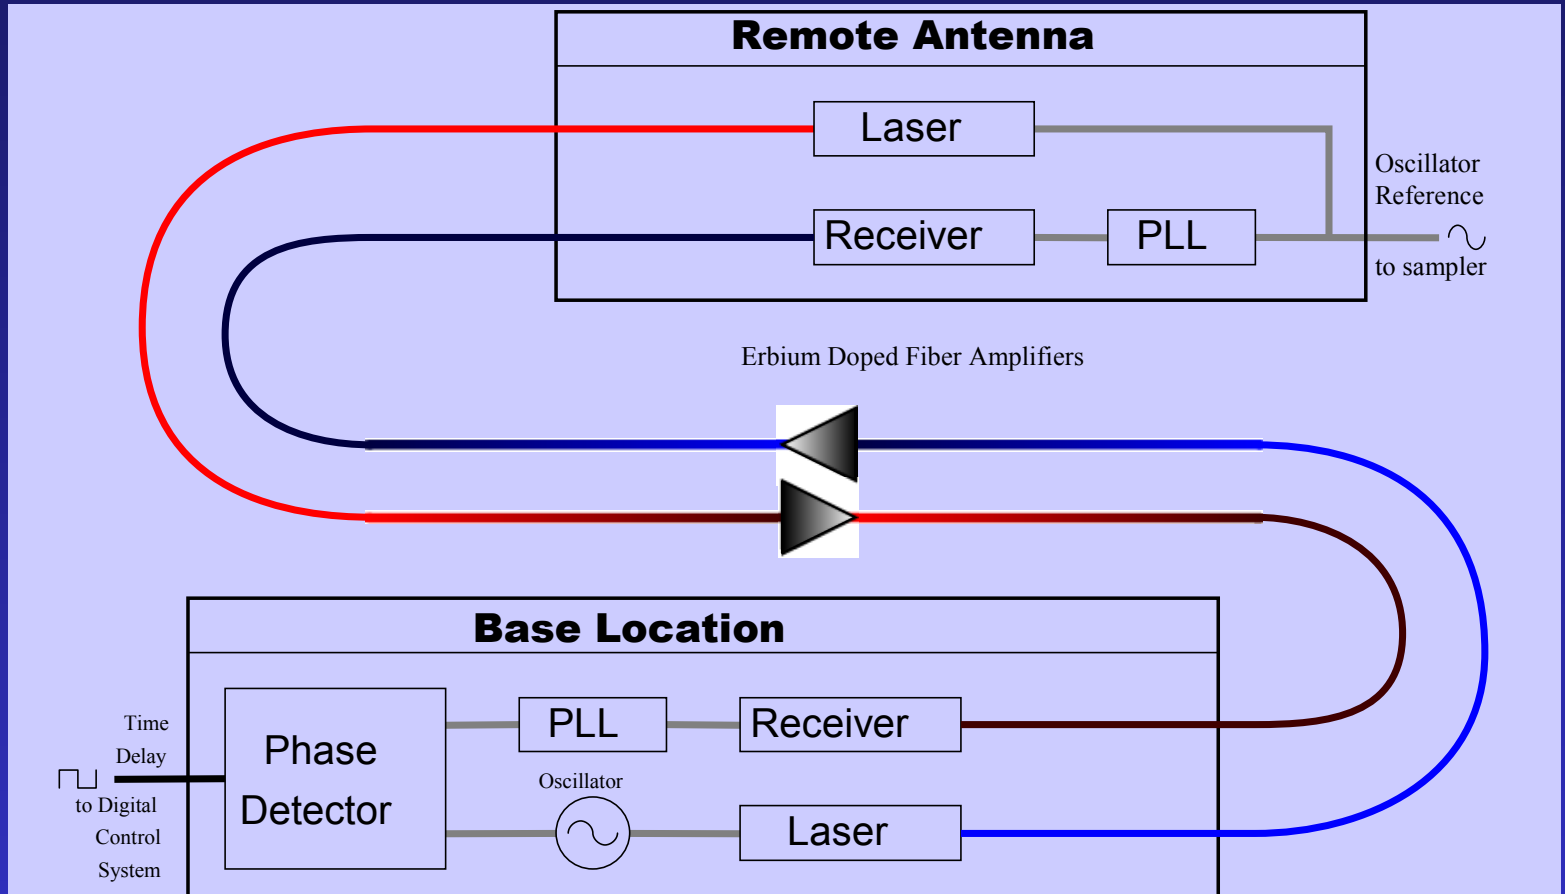 Remote Antenna
Laser
Oscillator
Reference
Receiver
PLL
to sampler
Erbium Doped Fiber Amplifiers
Base Location
Time
Delay
to Digital
Control
System
Phase
Detector
PLL
Receiver
Oscillator
Laser